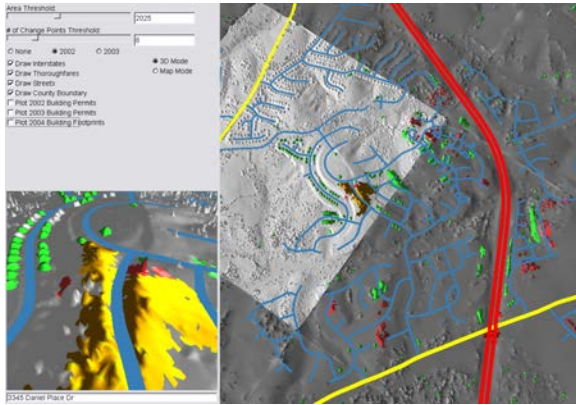 Area Threshold
2025
# of Change Points Threshold
6
None 2002 2003
Draw Interstates 3D Mode
Draw Thoroughfares Map Mode
Draw Streets
Draw County Boundary
Plot 2002 Building Permits
Plot 2003 Building Permits
Plot 2004 Building Footprints
3345 Daniel Place Dr